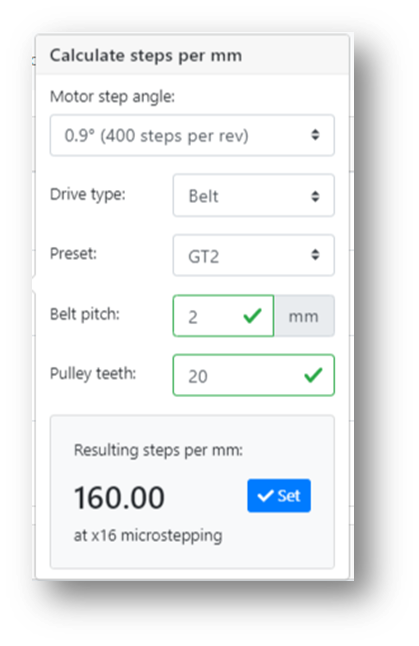 Calculate steps per mm
Motor step angle:
0.9° (400 steps per rev)
Drive type: Belt
Preset: GT2
Belt pitch: 2 mm
Pulley teeth: 20
Resulting steps per mm:
160.00 Set
at x16 microstepping